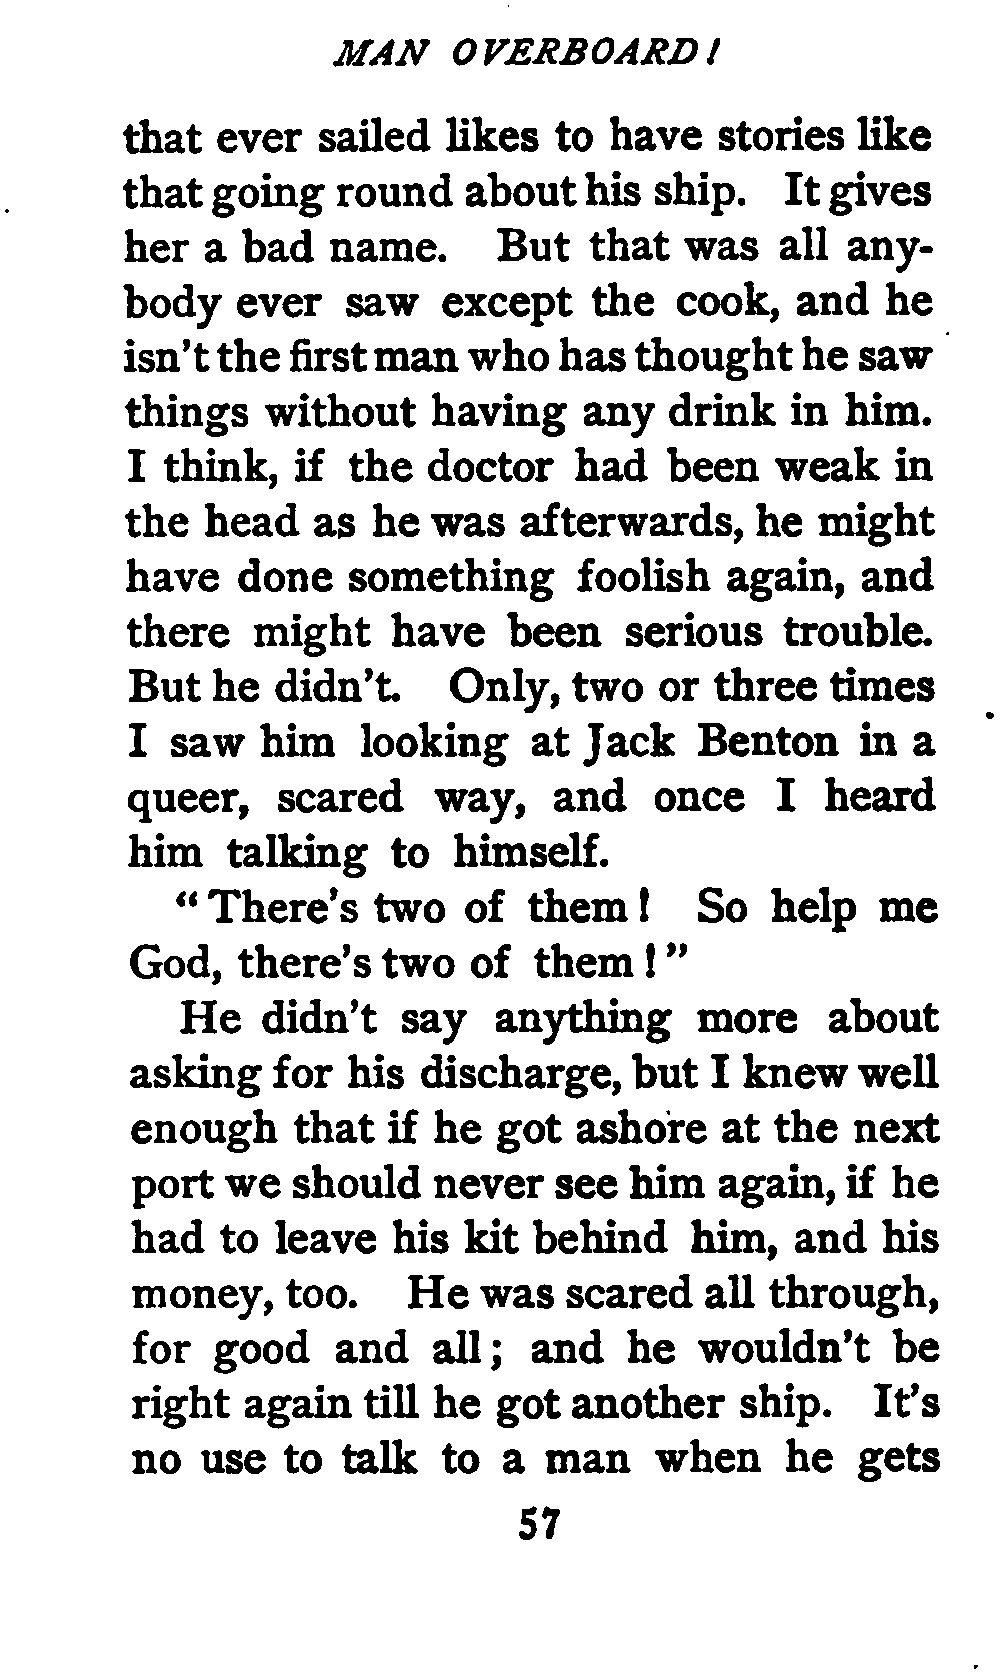 MAN OVERBOARD!
that ever sailed likes to have stories like
that going round about his ship. It gives
her a bad name. But that was all any-
body ever saw except the cook, and he
isn't the first man who has thought he saw
things without having any drink in him.
I think, if the doctor had been weak in
the head as he was afterwards, he might
have done something foolish again, and
there might have been serious trouble.
But he didn't. Only, two or three times
I saw him looking at Jack Benton in a
queer, scared way, and once I heard
him talking to himself.
"There's two of them! So help me
God, there's two of them!"
He didn't say anything more about
asking for his discharge, but I knew well
enough that if he got ashore at the next
port we should never see him again, if he
had to leave his kit behind him, and his
money, too. He was scared all through,
for good and all; and he wouldn't be
right again till he got another ship. It's
no use to talk to a man when he gets
57